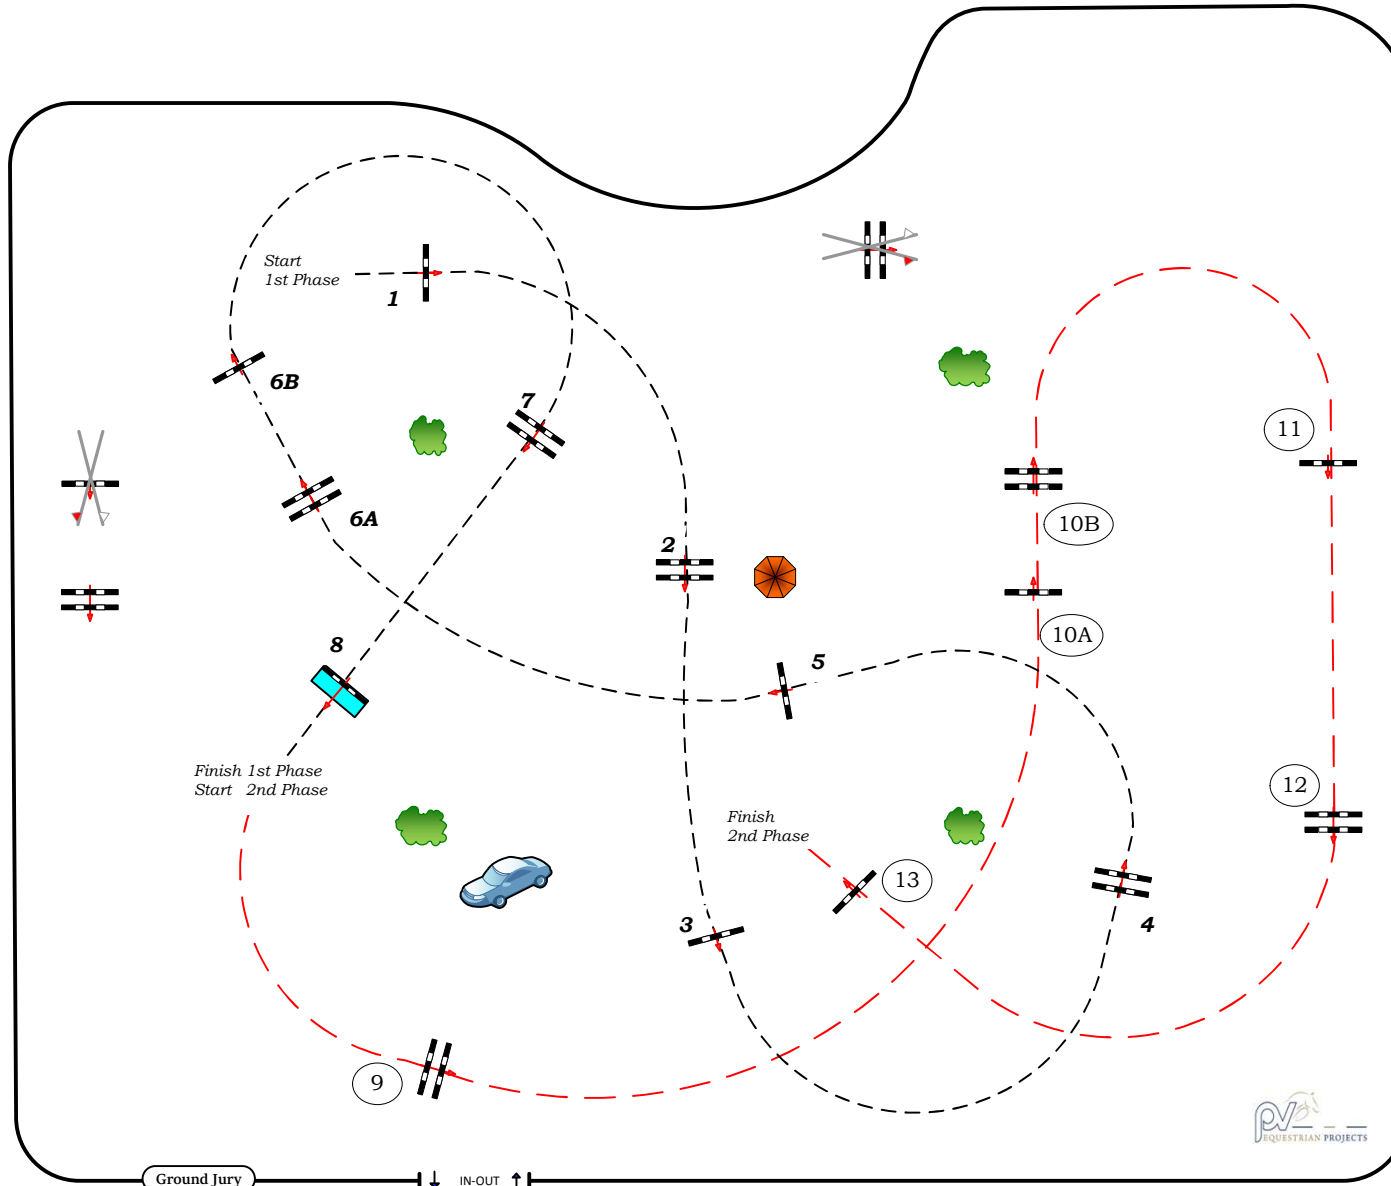 Start
1st Phase
1
6B
7
11
6A
10B
2
10A
8
5
Finish 1st Phase
Start 2nd Phase
12
Finish
2nd Phase
13
3
4
9
pv
EQUESTRIAN PROJECTS
Ground Jury
IN-OUT